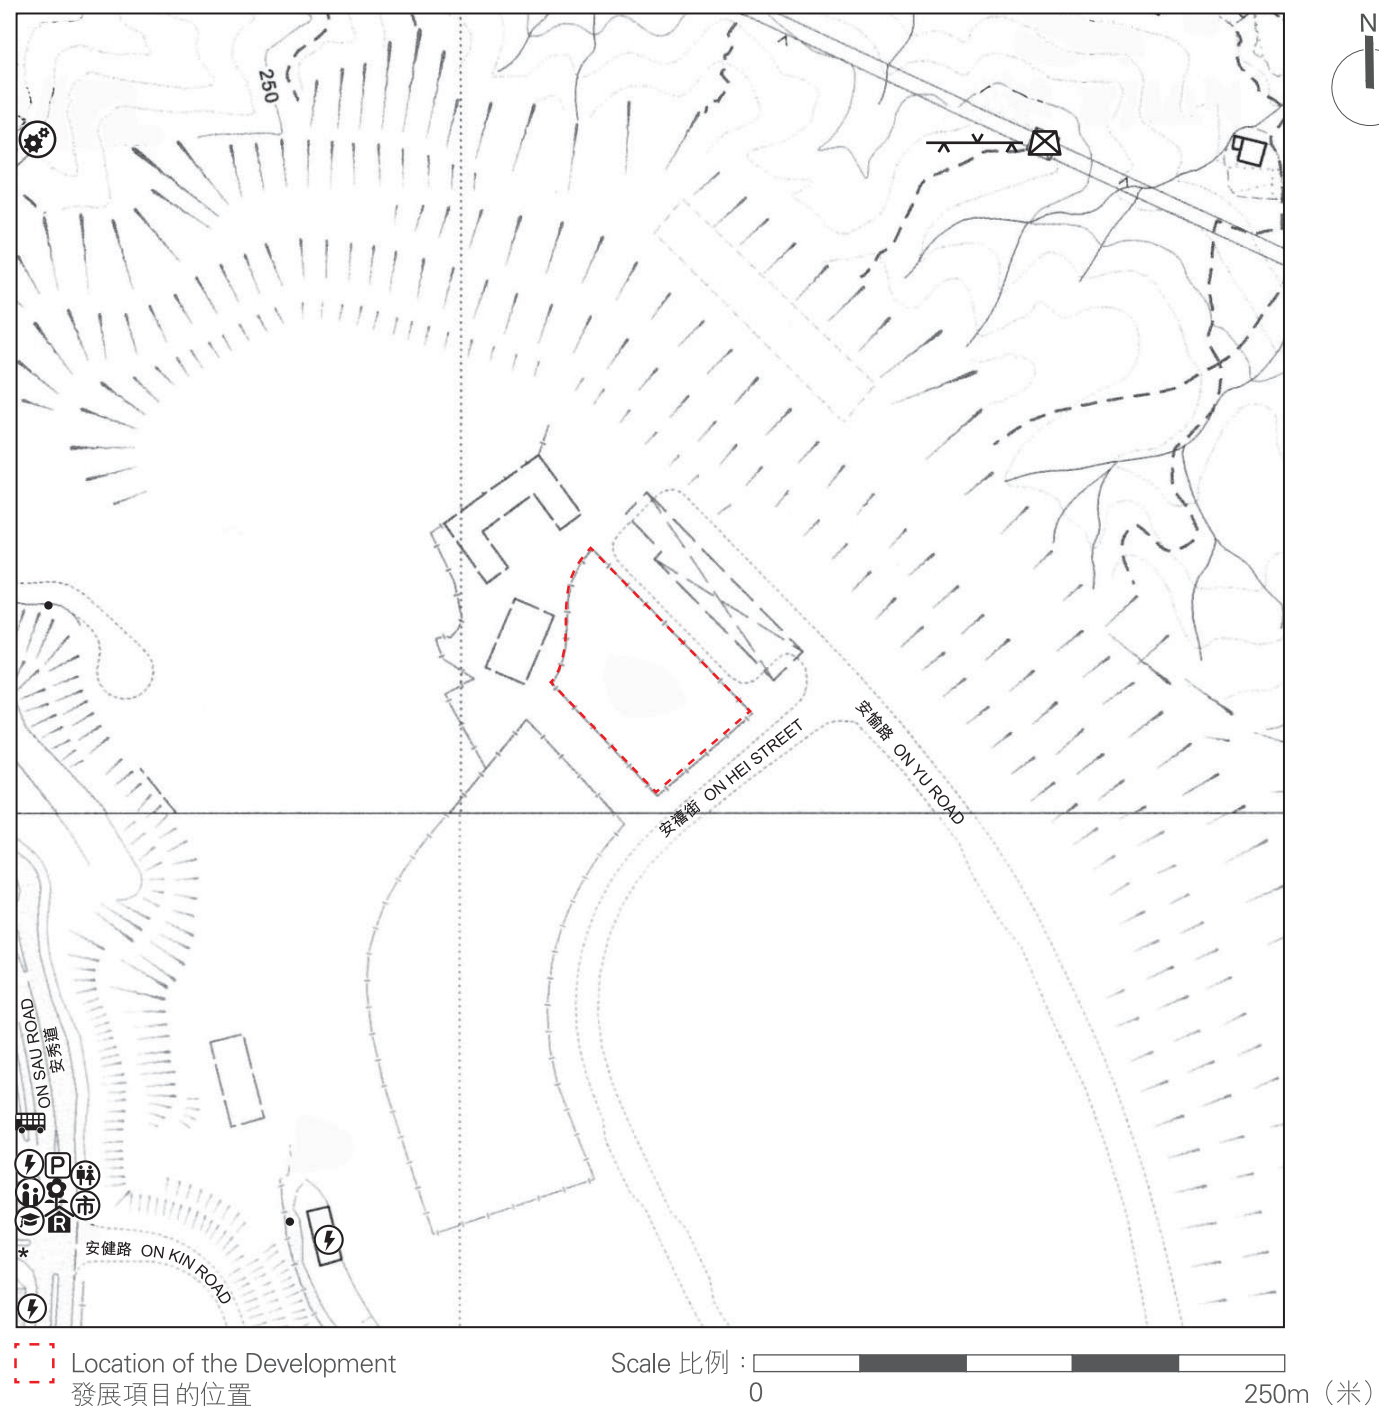 N
250
安愉路 ON YU ROAD
安禧街 ON HEI STREET
ON SAU ROAD
安秀道
P
市
R
*
安健路 ON KIN ROAD
Location of the Development
發展項目的位置
Scale 比例 :
0
250m（米）